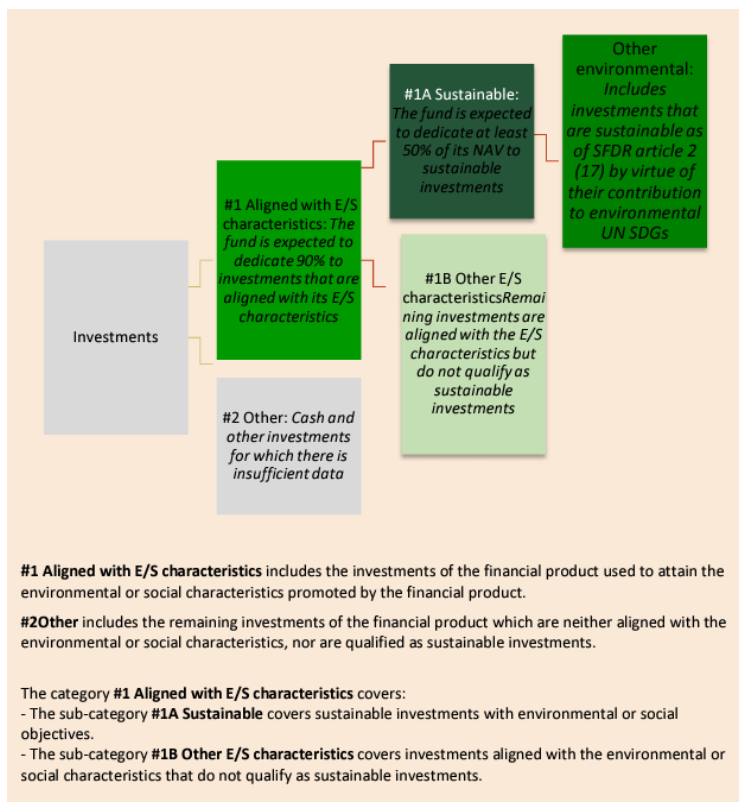 Investments
#1 Aligned with E/S
characteristics: The
fund is expected to
dedicate 90% to
investments that are
aligned with its E/S
characteristics
#2 Other: Cash and
other investments
for which there is
insufficient data
#1A Sustainable:
The fund is expected
to dedicate at least
50% of its NAV to
sustainable
investments
#1B Other E/S
characteristicsRemai
ning investments are
aligned with the E/S
characteristics but
do not qualify as
sustainable
investments
Other
environmental:
Includes
investments that
are sustainable as
of SFDR article 2
(17) by virtue of
their contribution
to environmental
UN SDGs
#1 Aligned with E/S characteristics includes the investments of the financial product used to attain the
environmental or social characteristics promoted by the financial product.
#2Other includes the remaining investments of the financial product which are neither aligned with the
environmental or social characteristics, nor are qualified as sustainable investments.
The category #1 Aligned with E/S characteristics covers:
- The sub-category #1A Sustainable covers sustainable investments with environmental or social
objectives.
- The sub-category #1B Other E/S characteristics covers investments aligned with the environmental or
social characteristics that do not qualify as sustainable investments.